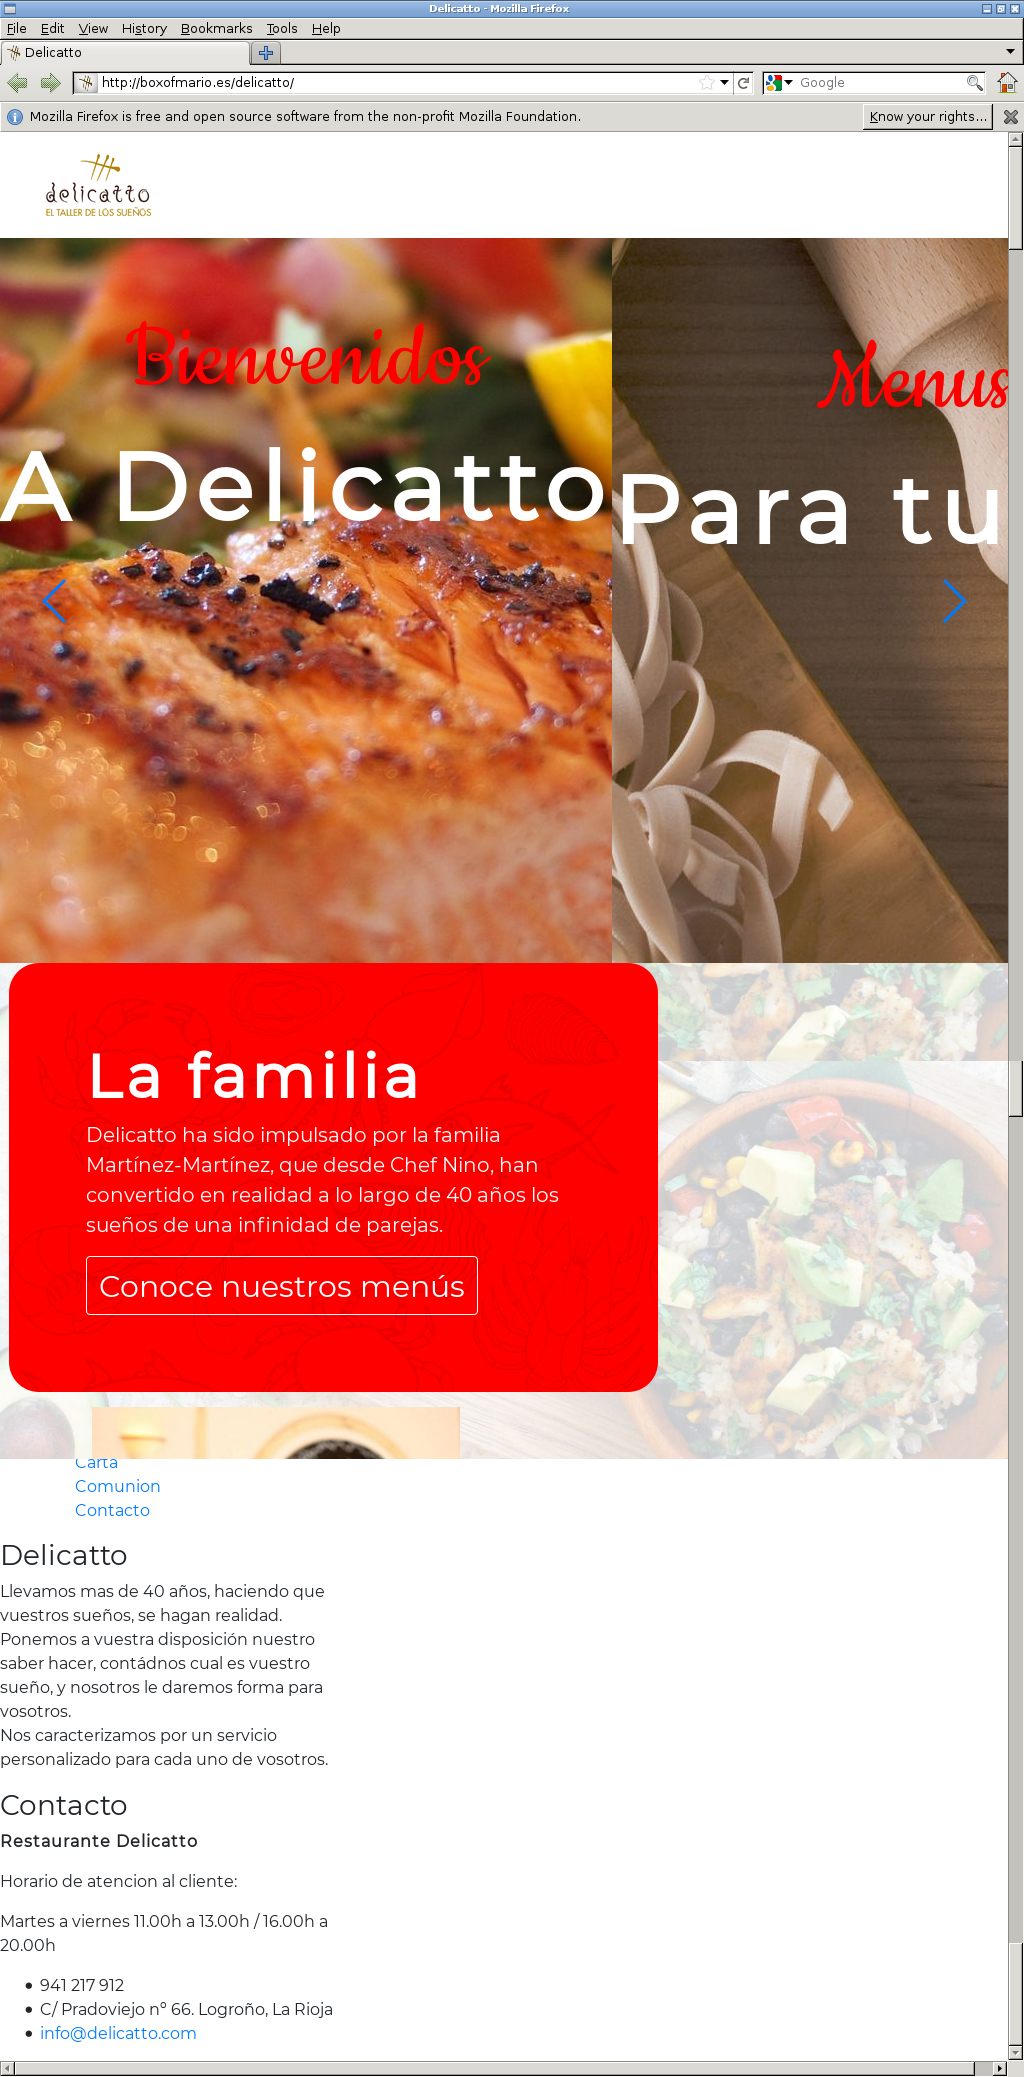 Delicatto - Mozilla Firefox
File Edit View History Bookmarks Tools Help
Delicatto
http://boxofmario.es/delicatto/
Google
Mozilla Firefox is free and open source software from the non-profit Mozilla Foundation.
Know your rights...
delicatto
EL TALLER DE LOS SUEÑOS
Bienvenidos
A Delicatto
Menus
Para tu
La familia
Delicatto ha sido impulsado por la familia
Martínez-Martínez, que desde Chef Nino, han
convertido en realidad a lo largo de 40 años los
sueños de una infinidad de parejas.
Conoce nuestros menús
Carta
Comunion
Contacto
Delicatto
Llevamos mas de 40 años, haciendo que
vuestros sueños, se hagan realidad.
Ponemos a vuestra disposición nuestro
saber hacer, contádnos cual es vuestro
sueño, y nosotros le daremos forma para
vosotros.
Nos caracterizamos por un servicio
personalizado para cada uno de vosotros.
Contacto
Restaurante Delicatto
Horario de atencion al cliente:
Martes a viernes 11.00h a 13.00h / 16.00h a
20.00h
941 217 912
C/ Pradoviejo nº 66. Logroño, La Rioja
info@delicatto.com